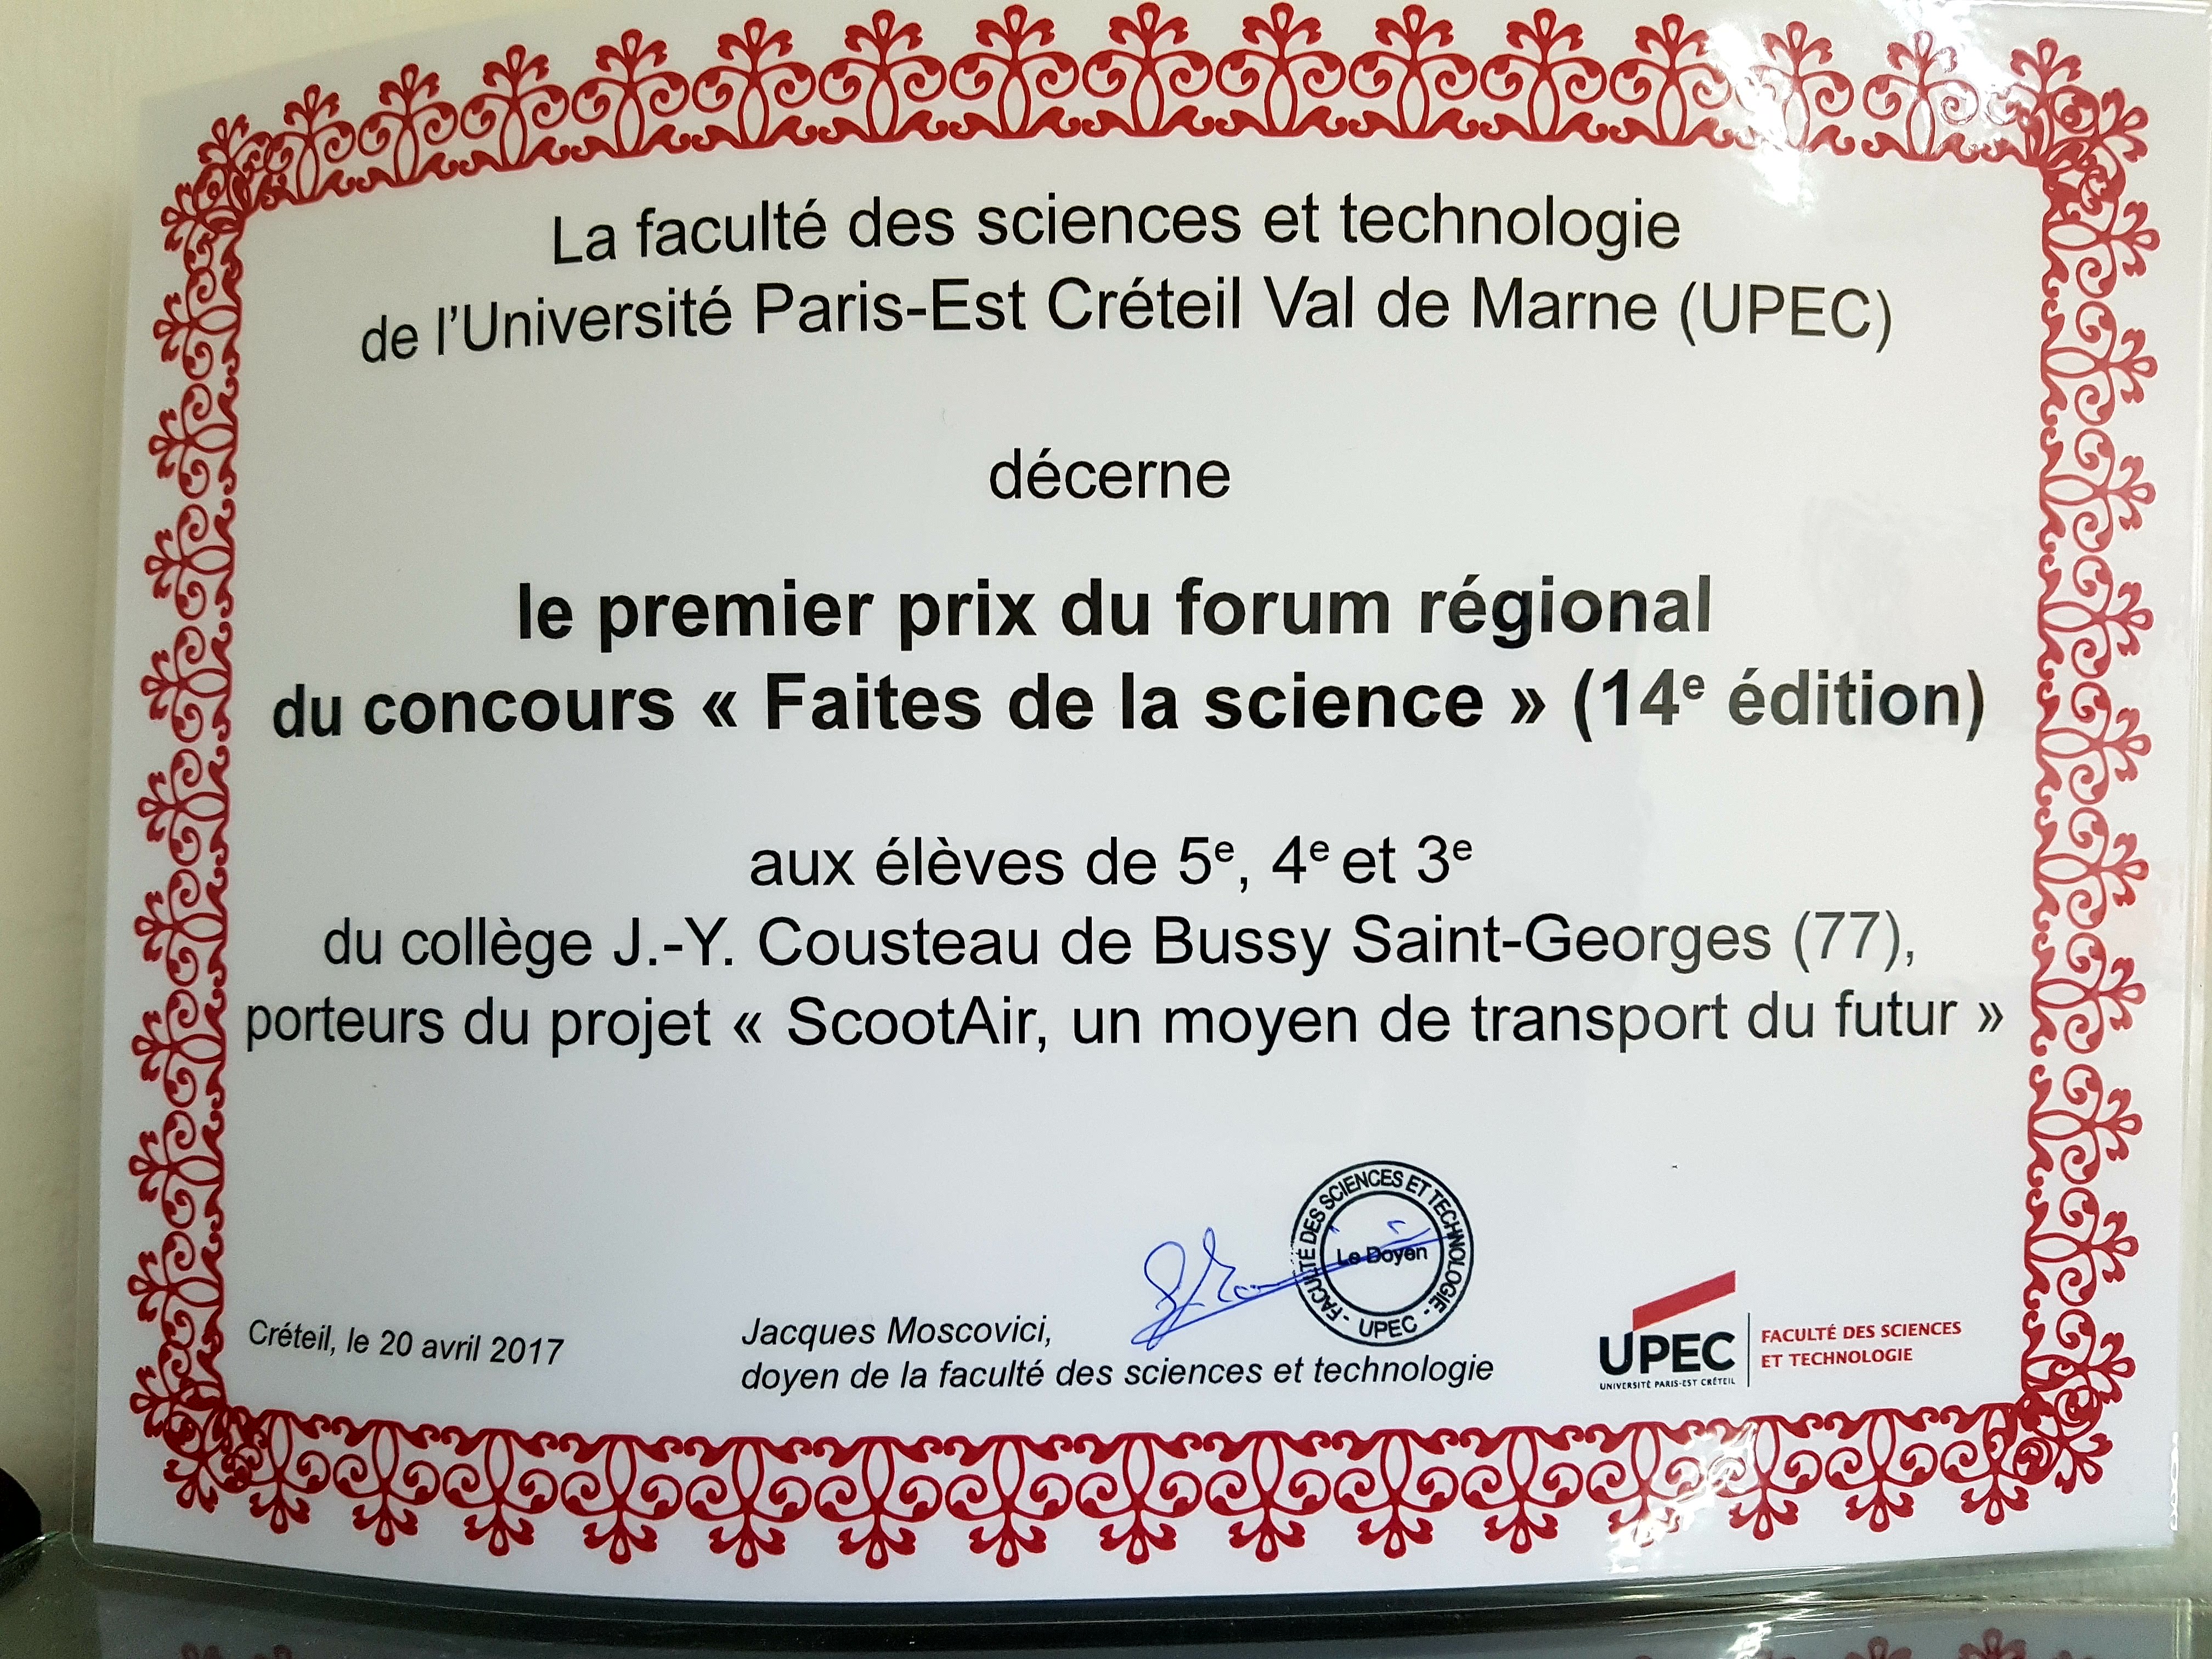 La faculté des sciences et technologie
de l'Université Paris-Est Créteil Val de Marne (UPEC)
décerne
le premier prix du forum régional
du concours « Faites de la science » (14e édition)
aux élèves de 5e, 4e et 3e
du collège J.-Y. Cousteau de Bussy Saint-Georges (77),
porteurs du projet « ScootAir, un moyen de transport du futur »
FACULTÉ DES SCIENCES ET TECHNOLOGIE - UPEC -
Le Doyen
Créteil, le 20 avril 2017
Jacques Moscovici,
doyen de la faculté des sciences et technologie
UPEC
UNIVERSITÉ PARIS-EST CRÉTEIL
FACULTÉ DES SCIENCES
ET TECHNOLOGIE